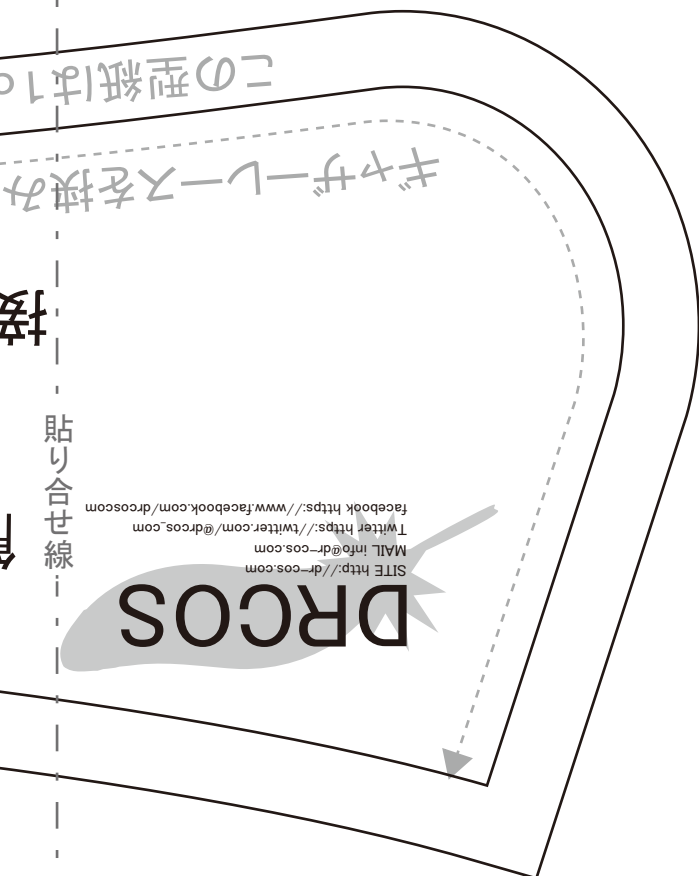 DRCOS
SITE http://dr-cos.com
MAIL info@dr-cos.com
Twitter https://twitter.com/@drcos_com
facebook https://www.facebook.com/drcoscom
貼り合せ線
接
ギャザーレースを挟み
この型紙は1